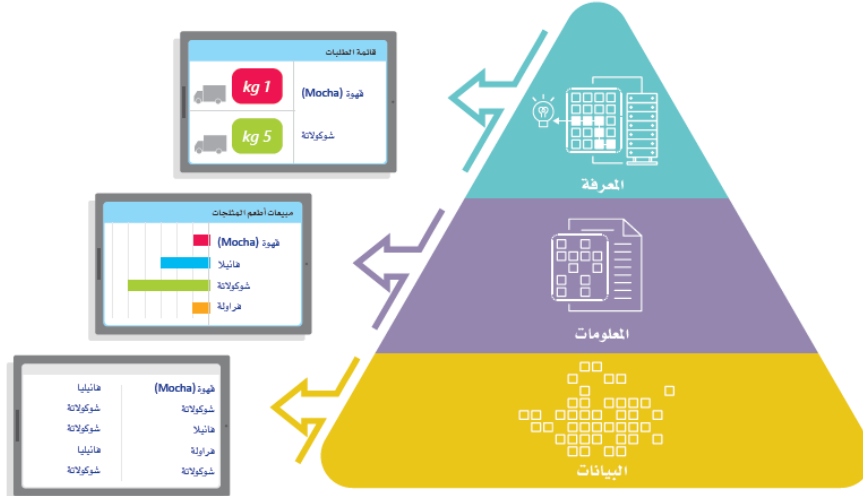 قائمة الطلبات
قهوة (Mocha) kg 1
شوكولاتة kg 5
المعرفة
مبيعات أطعم المثلجات
قهوة (Mocha)
فانيلا
شوكولاتة
فراولة
المعلومات
قهوة (Mocha) فانيليا
شوكولاتة شوكولاتة
فانيلا شوكولاتة
فراولة فانيليا
شوكولاتة شوكولاتة
البيانات